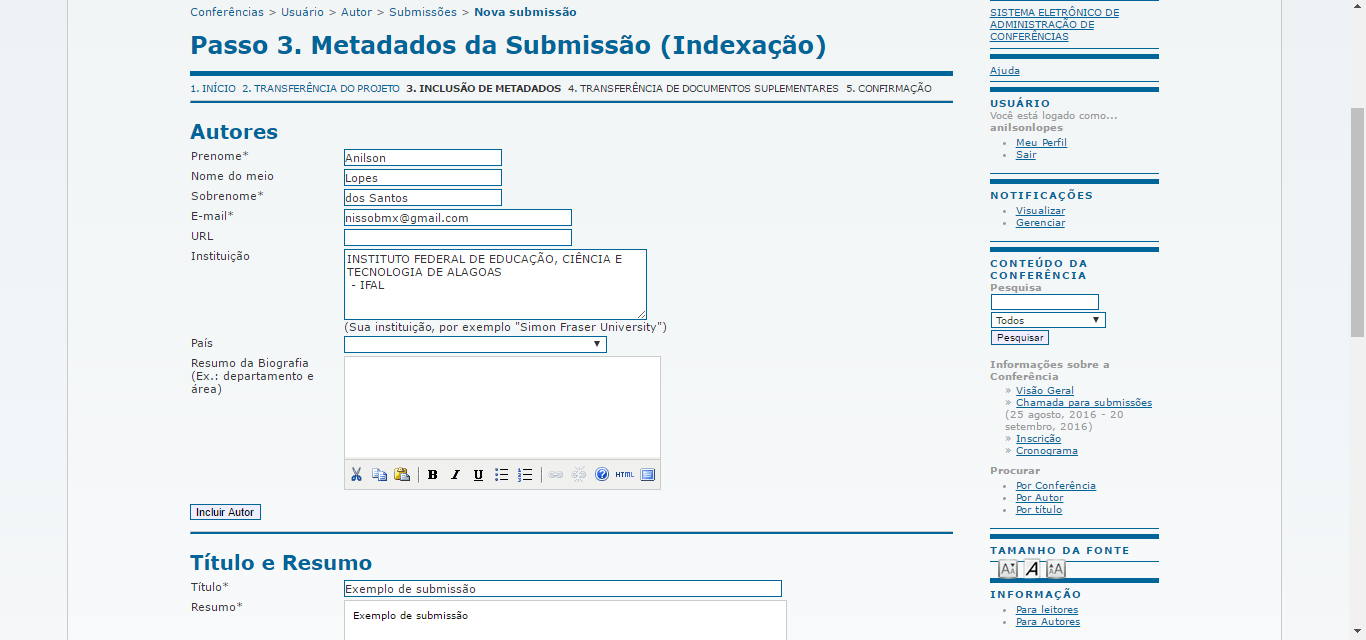 Conferências > Usuário > Autor > Submissões > Nova submissão
Passo 3. Metadados da Submissão (Indexação)
1. INÍCIO 2. TRANSFERÊNCIA DO PROJETO 3. INCLUSÃO DE METADADOS 4. TRANSFERÊNCIA DE DOCUMENTOS SUPLEMENTARES 5. CONFIRMAÇÃO
Autores
Prenome* Anilson
Nome do meio Lopes
Sobrenome* dos Santos
E-mail* nissobmx@gmail.com
URL
Instituição INSTITUTO FEDERAL DE EDUCAÇÃO, CIÊNCIA E
TECNOLOGIA DE ALAGOAS
- IFAL
(Sua instituição, por exemplo "Simon Fraser University")
País
Resumo da Biografia
(Ex.: departamento e
área)
B I U HTML
Incluir Autor
Título e Resumo
Título* Exemplo de submissão
Resumo* Exemplo de submissão
SISTEMA ELETRÔNICO DE
ADMINISTRAÇÃO DE
CONFERÊNCIAS
Ajuda
USUÁRIO
Você está logado como...
anilsonlopes
Meu Perfil
Sair
NOTIFICAÇÕES
Visualizar
Gerenciar
CONTEÚDO DA
CONFERÊNCIA
Pesquisa
Todos
Pesquisar
Informações sobre a
Conferência
» Visão Geral
» Chamada para submissões
(25 agosto, 2016 - 20
setembro, 2016)
» Inscrição
» Cronograma
Procurar
Por Conferência
Por Autor
Por título
TAMANHO DA FONTE
INFORMAÇÃO
Para leitores
Para Autores